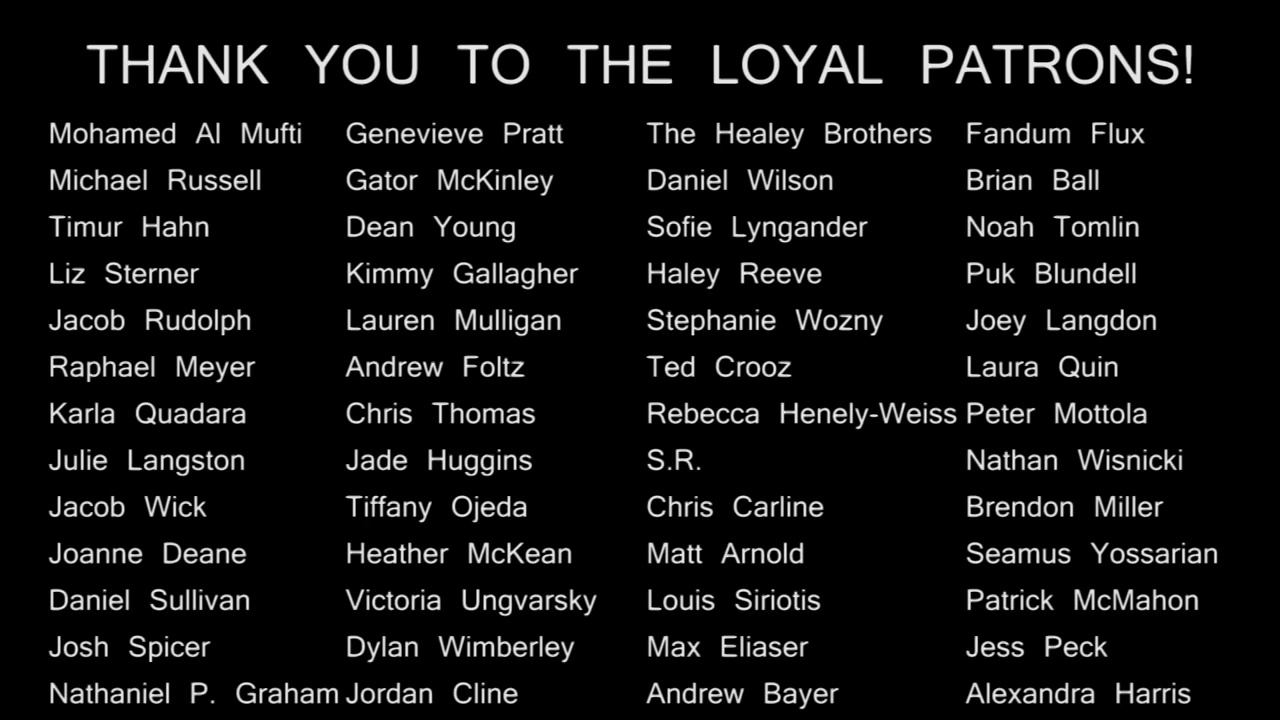 THANK YOU TO THE LOYAL PATRONS!
Mohamed Al Mufti Genevieve Pratt The Healey Brothers Fandum Flux
Michael Russell Gator McKinley Daniel Wilson Brian Ball
Timur Hahn Dean Young Sofie Lyngander Noah Tomlin
Liz Sterner Kimmy Gallagher Haley Reeve Puk Blundell
Jacob Rudolph Lauren Mulligan Stephanie Wozny Joey Langdon
Raphael Meyer Andrew Foltz Ted Crooz Laura Quin
Karla Quadara Chris Thomas Rebecca Henely-Weiss Peter Mottola
Julie Langston Jade Huggins S.R. Nathan Wisnicki
Jacob Wick Tiffany Ojeda Chris Carline Brendon Miller
Joanne Deane Heather McKean Matt Arnold Seamus Yossarian
Daniel Sullivan Victoria Ungvarsky Louis Siriotis Patrick McMahon
Josh Spicer Dylan Wimberley Max Eliaser Jess Peck
Nathaniel P. Graham Jordan Cline Andrew Bayer Alexandra Harris